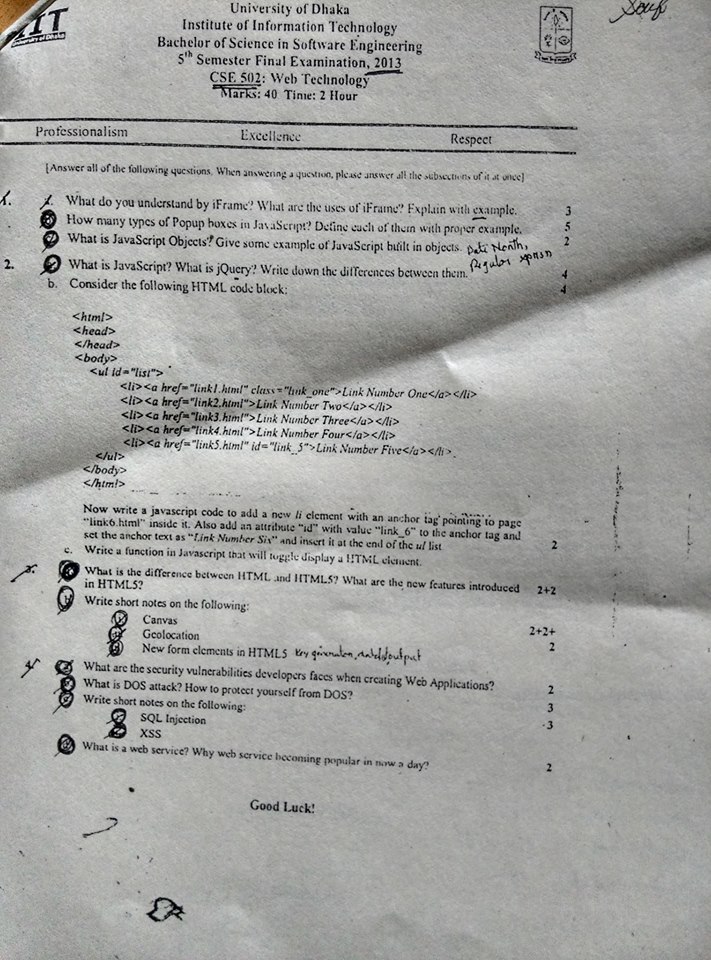 IIT
University of Dhaka
University of Dhaka
Institute of Information Technology
Bachelor of Science in Software Engineering
5th Semester Final Examination, 2013
CSE 502: Web Technology
Marks: 40 Time: 2 Hour
Professionalism Excellence Respect
[Answer all of the following questions. When answering a question, please answer all the subsections of it at once]
1. What do you understand by iFrame? What are the uses of iFrame? Explain with example. 3
How many types of Popup boxes in JavaScript? Define each of them with proper example. 5
What is JavaScript Objects? Give some example of JavaScript built in objects. 2
Date Month,
2. What is JavaScript? What is jQuery? Write down the differences between them. 4
b. Consider the following HTML code block: 4
<html>
<head>
</head>
<body>
<ul id="list">
<li><a href="link1.html" class="link_one">Link Number One</a></li>
<li><a href="link2.html">Link Number Two</a></li>
<li><a href="link3.html">Link Number Three</a></li>
<li><a href="link4.html">Link Number Four</a></li>
<li><a href="link5.html" id="link_5">Link Number Five</a></li>
</ul>
</body>
</html>
Now write a javascript code to add a new li element with an anchor tag pointing to page
"link6.html" inside it. Also add an attribute "id" with value "link_6" to the anchor tag and
set the anchor text as "Link Number Six" and insert it at the end of the ul list 2
c. Write a function in Javascript that will toggle display a HTML element.
3. What is the difference between HTML and HTML5? What are the new features introduced 2+2
in HTML5?
Write short notes on the following:
Canvas
Geolocation 2+2+
New form elements in HTML5 2
4. What are the security vulnerabilities developers faces when creating Web Applications? 2
What is DOS attack? How to protect yourself from DOS? 3
Write short notes on the following:
SQL Injection 3
XSS
What is a web service? Why web service becoming popular in now a day? 2
Good Luck!